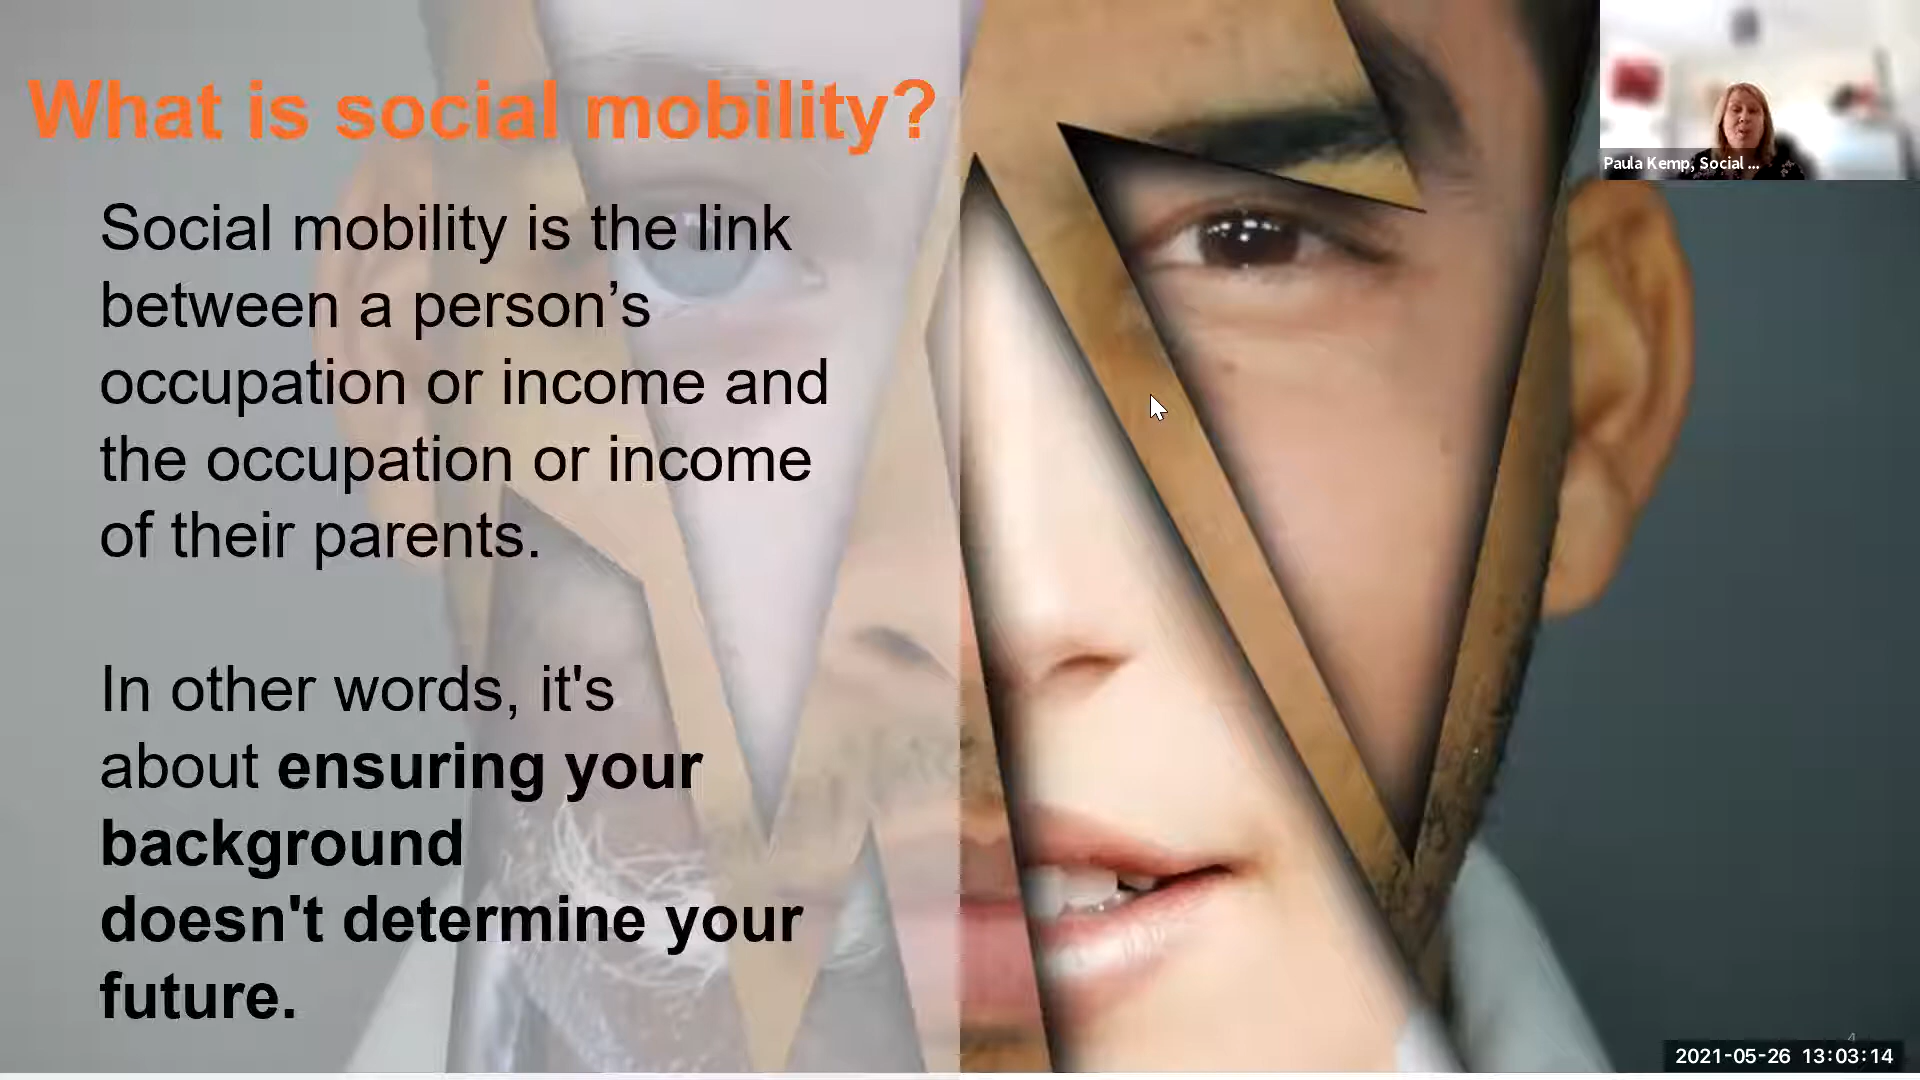 What is social mobility?
Social mobility is the link
between a person’s
occupation or income and
the occupation or income
of their parents.
In other words, it's
about ensuring your
background
doesn't determine your
future.
Paula Kemp, Social ...
4
2021-05-26 13:03:14